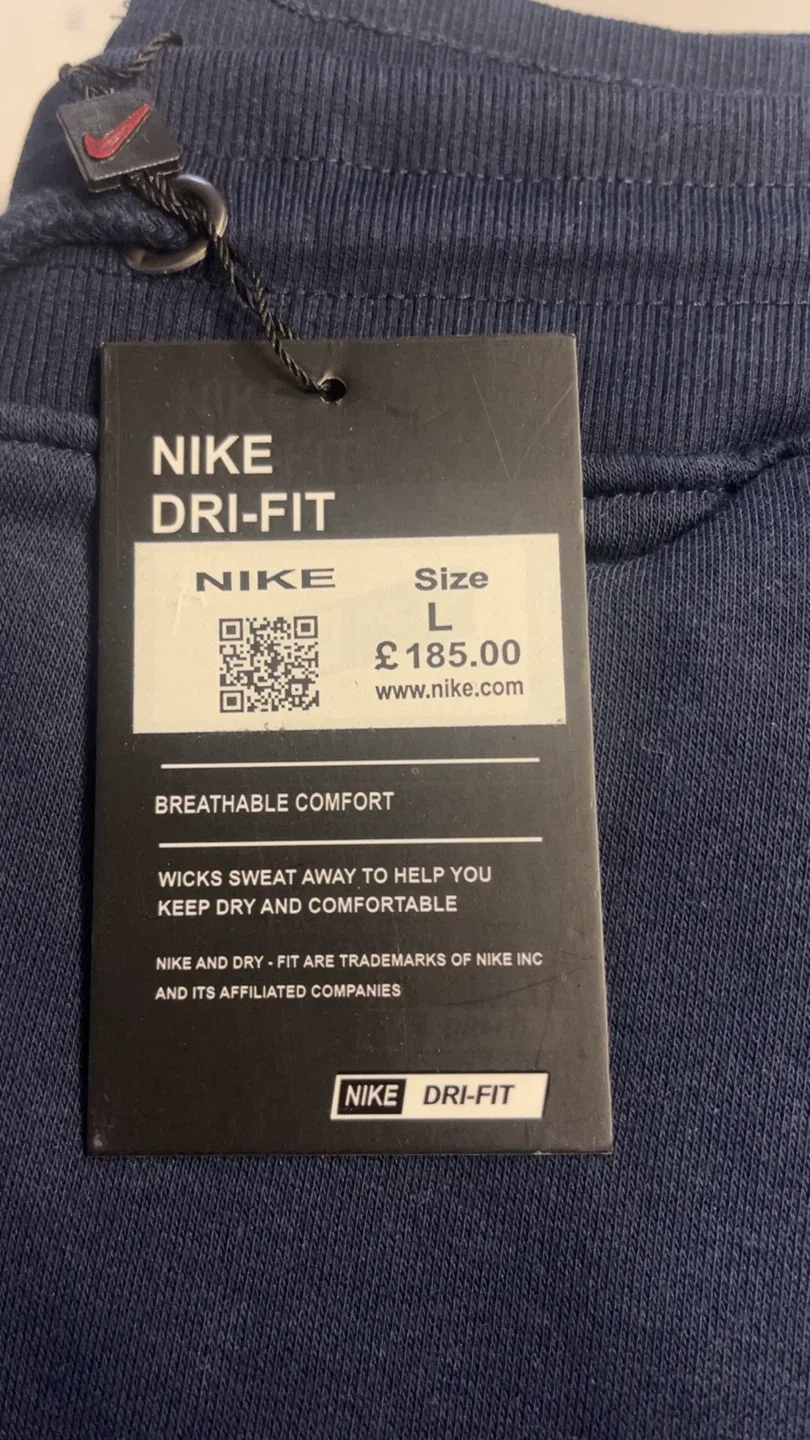 NIKE
DRI-FIT
NIKE
Size
L
£185.00
www.nike.com
BREATHABLE COMFORT
WICKS SWEAT AWAY TO HELP YOU
KEEP DRY AND COMFORTABLE
NIKE AND DRY - FIT ARE TRADEMARKS OF NIKE INC
AND ITS AFFILIATED COMPANIES
NIKE DRI-FIT